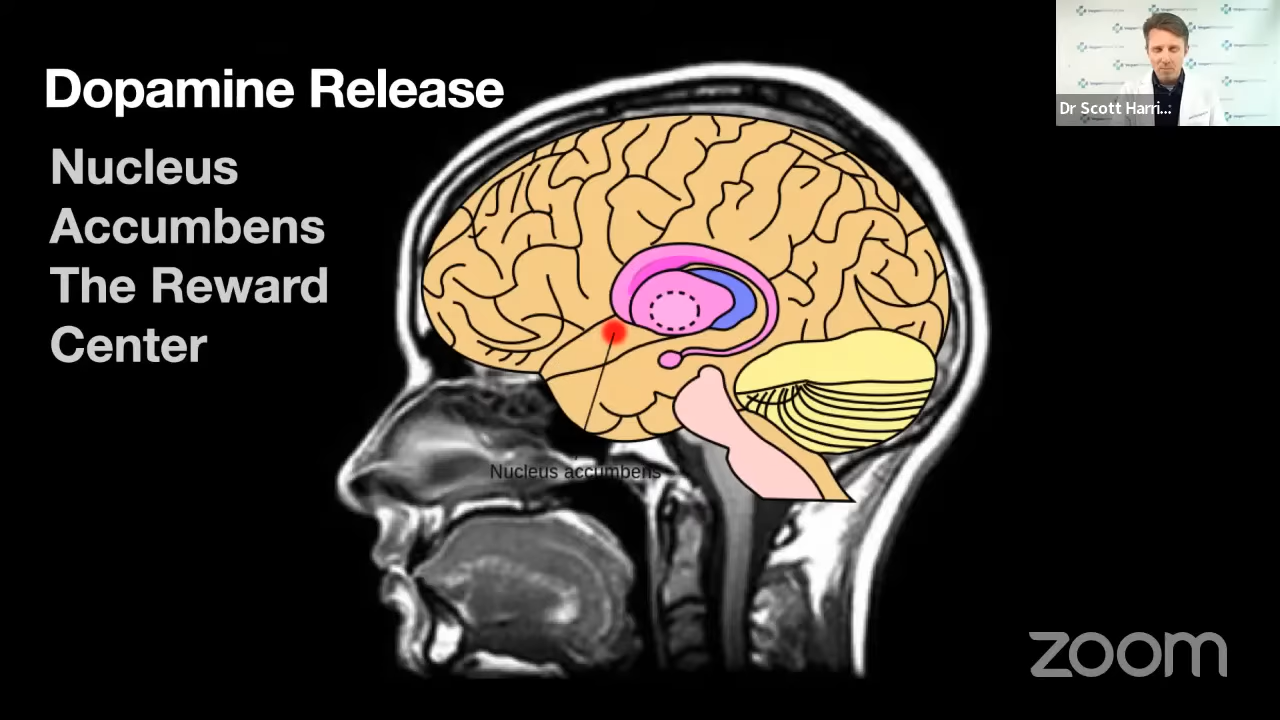 Dopamine Release
Nucleus
Accumbens
The Reward
Center
Nucleus accumbens
Dr Scott Harri...
zoom